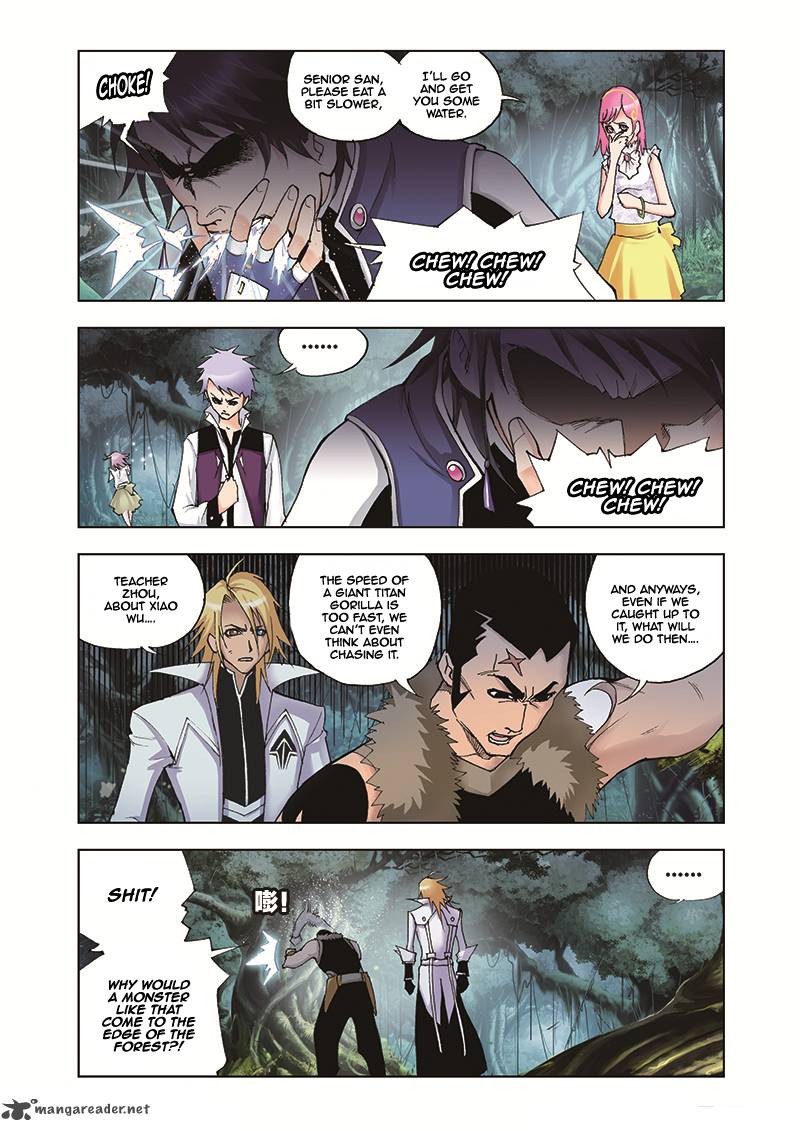 CHOKE!
SENIOR SAN,
PLEASE EAT A
BIT SLOWER,
I'LL GO
AND GET
YOU SOME
WATER.
CHEW! CHEW!
CHEW!
......
CHEW! CHEW!
CHEW!
TEACHER
ZHOU,
ABOUT XIAO
WU....
THE SPEED OF
A GIANT TITAN
GORILLA IS
TOO FAST, WE
CAN'T EVEN
THINK ABOUT
CHASING IT.
AND ANYWAYS,
EVEN IF WE
CAUGHT UP TO
IT, WHAT WILL
WE DO THEN....
SHIT!
嘭!
......
WHY WOULD
A MONSTER
LIKE THAT
COME TO THE
EDGE OF THE
FOREST?!
mangareader.net